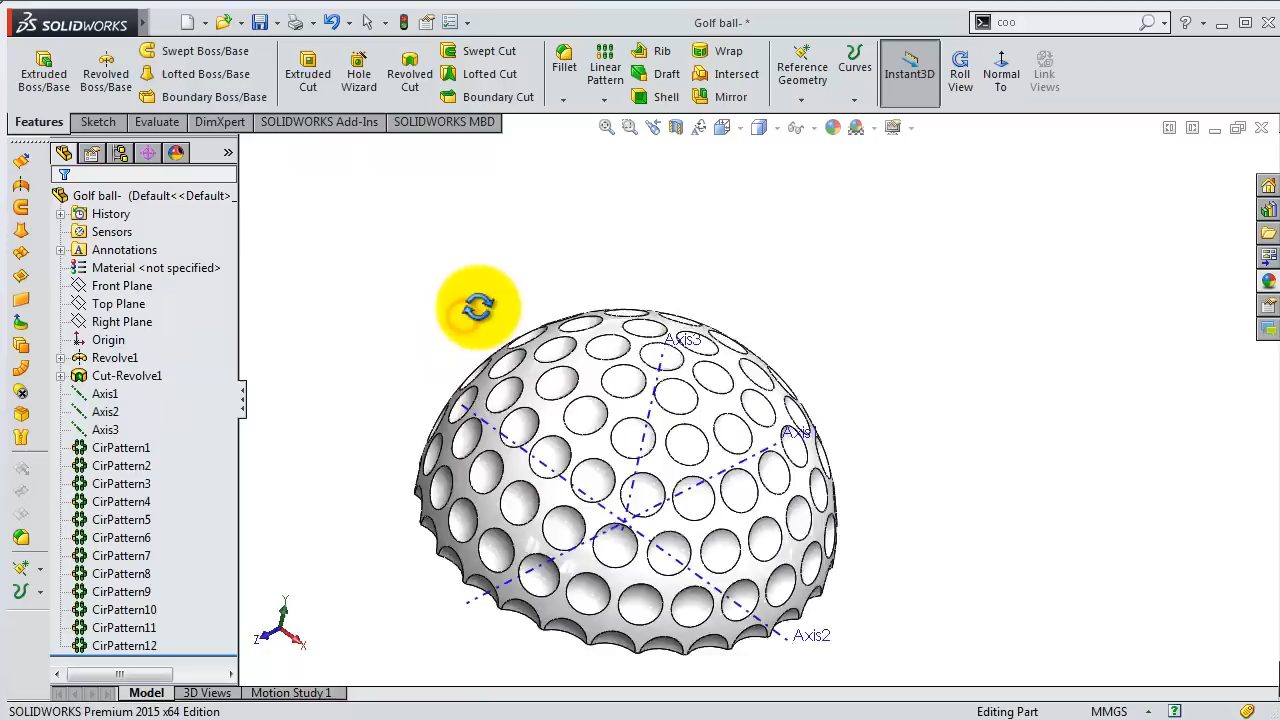 SOLIDWORKS
Golf ball- *
coo
Extruded Boss/Base
Revolved Boss/Base
Swept Boss/Base
Lofted Boss/Base
Boundary Boss/Base
Extruded Cut
Hole Wizard
Revolved Cut
Swept Cut
Lofted Cut
Boundary Cut
Fillet
Linear Pattern
Rib
Draft
Shell
Wrap
Intersect
Mirror
Reference Geometry
Curves
Instant3D
Roll View
Normal To
Link Views
Features
Sketch
Evaluate
DimXpert
SOLIDWORKS Add-Ins
SOLIDWORKS MBD
Golf ball- (Default<<Default>_
History
Sensors
Annotations
Material <not specified>
Front Plane
Top Plane
Right Plane
Origin
Revolve1
Cut-Revolve1
Axis1
Axis2
Axis3
CirPattern1
CirPattern2
CirPattern3
CirPattern4
CirPattern5
CirPattern6
CirPattern7
CirPattern8
CirPattern9
CirPattern10
CirPattern11
CirPattern12
Axis3
Axis1
Axis2
Y
Z
X
Model
3D Views
Motion Study 1
SOLIDWORKS Premium 2015 x64 Edition
Editing Part
MMGS